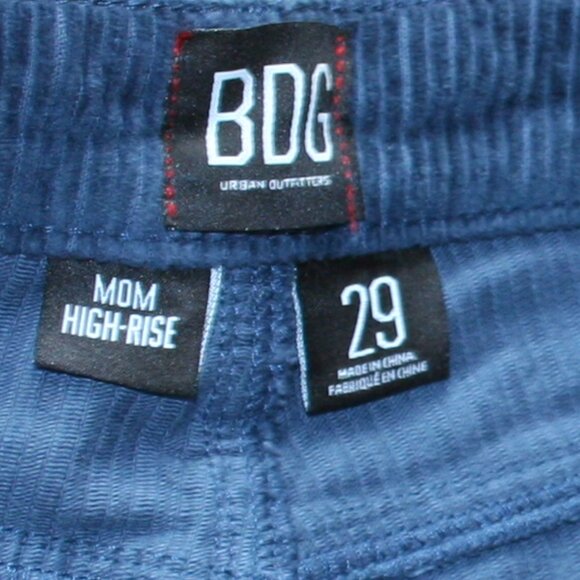 BDG
URBAN OUTFITTERS
MOM
HIGH-RISE
29
MADE IN CHINA
FABRIQUÉ EN CHINE